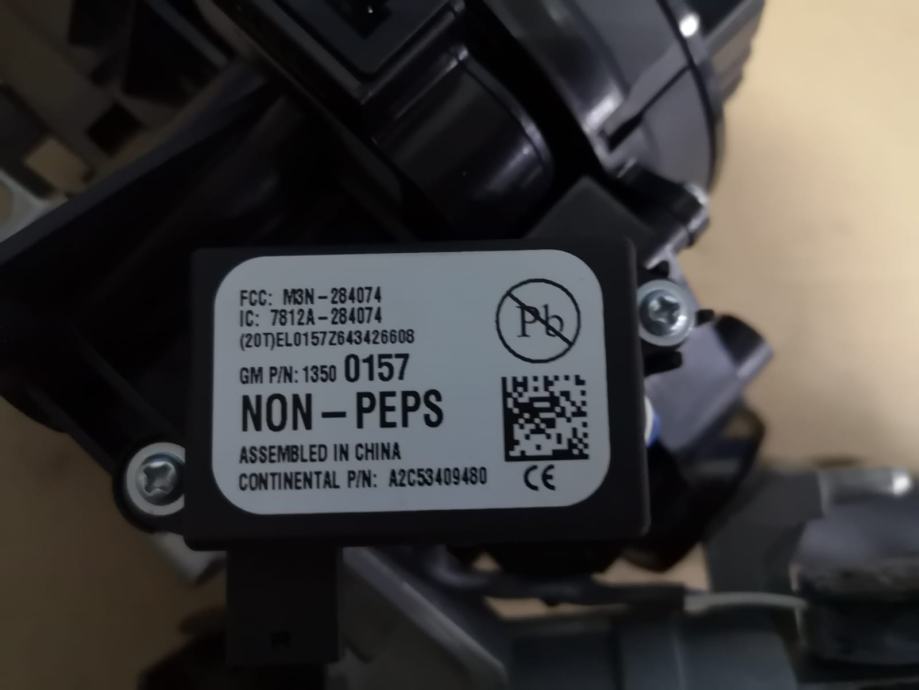 FCC: M3N-284074
IC: 7812A-284074
(20T)EL0157Z643426608
GM P/N: 1350 0157
NON-PEPS
ASSEMBLED IN CHINA
CONTINENTAL P/N: A2C53409480
Pb
CE